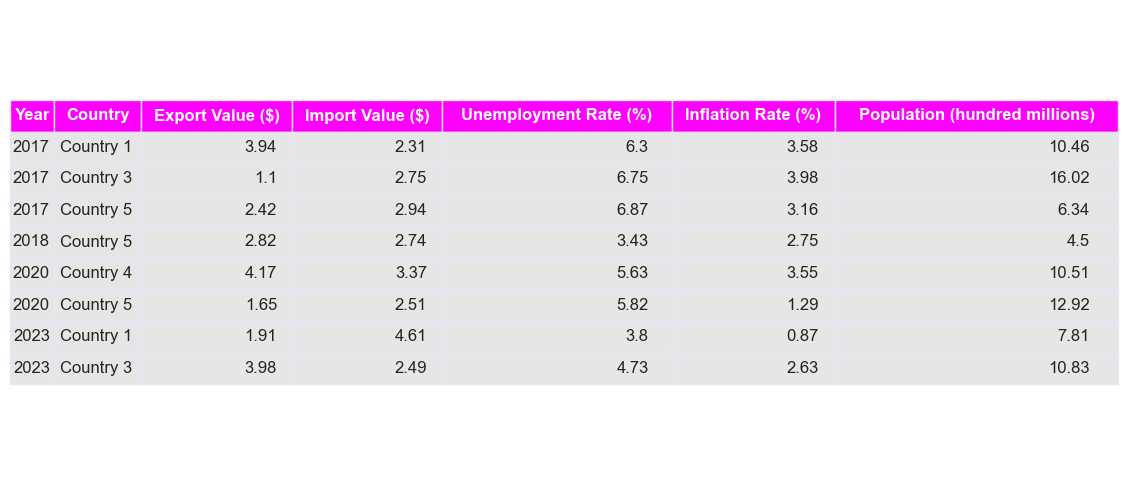 Year Country Export Value ($) Import Value ($) Unemployment Rate (%) Inflation Rate (%) Population (hundred millions)
2017 Country 1 3.94 2.31 6.3 3.58 10.46
2017 Country 3 1.1 2.75 6.75 3.98 16.02
2017 Country 5 2.42 2.94 6.87 3.16 6.34
2018 Country 5 2.82 2.74 3.43 2.75 4.5
2020 Country 4 4.17 3.37 5.63 3.55 10.51
2020 Country 5 1.65 2.51 5.82 1.29 12.92
2023 Country 1 1.91 4.61 3.8 0.87 7.81
2023 Country 3 3.98 2.49 4.73 2.63 10.83